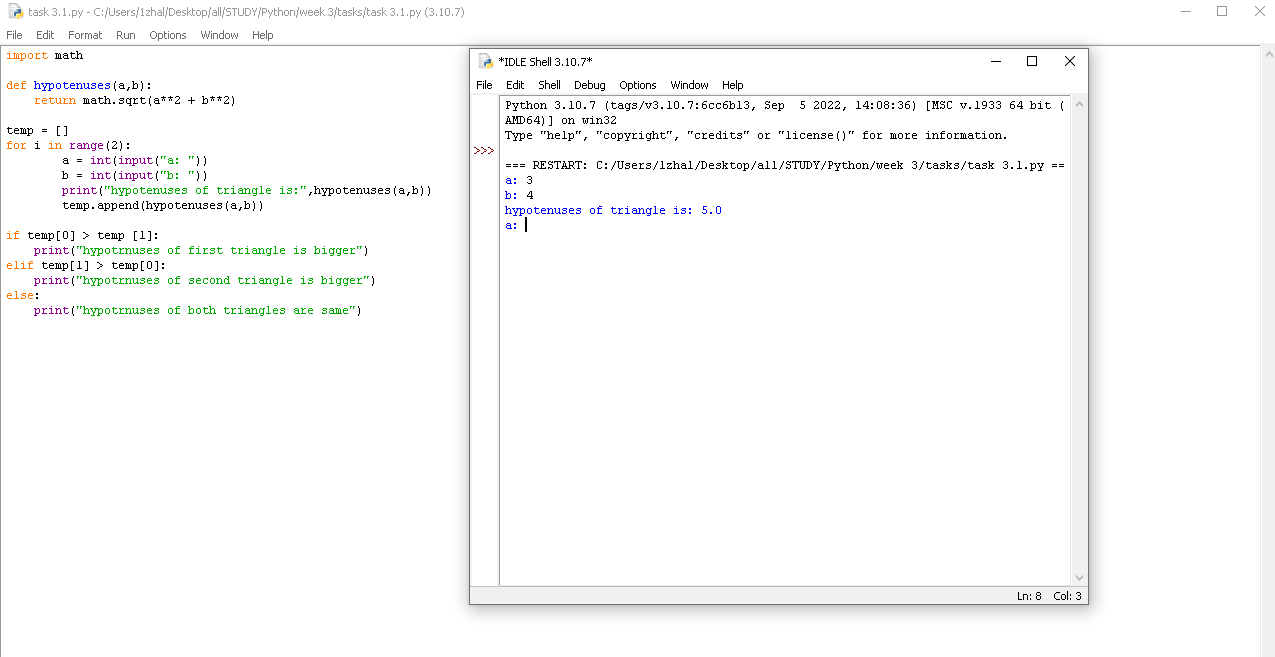 task 3.1.py - C:/Users/1zhal/Desktop/all/STUDY/Python/week 3/tasks/task 3.1.py (3.10.7)
File Edit Format Run Options Window Help
import math
def hypotenuses(a,b):
    return math.sqrt(a**2 + b**2)
temp = []
for i in range(2):
        a = int(input("a: "))
        b = int(input("b: "))
        print("hypotenuses of triangle is:",hypotenuses(a,b))
        temp.append(hypotenuses(a,b))
if temp[0] > temp [1]:
    print("hypotrnuses of first triangle is bigger")
elif temp[1] > temp[0]:
    print("hypotrnuses of second triangle is bigger")
else:
    print("hypotrnuses of both triangles are same")
*IDLE Shell 3.10.7*
File Edit Shell Debug Options Window Help
Python 3.10.7 (tags/v3.10.7:6cc6b13, Sep  5 2022, 14:08:36) [MSC v.1933 64 bit (
AMD64)] on win32
Type "help", "copyright", "credits" or "license()" for more information.
>>>
=== RESTART: C:/Users/1zhal/Desktop/all/STUDY/Python/week 3/tasks/task 3.1.py ==
a: 3
b: 4
hypotenuses of triangle is: 5.0
a:
Ln: 8 Col: 3